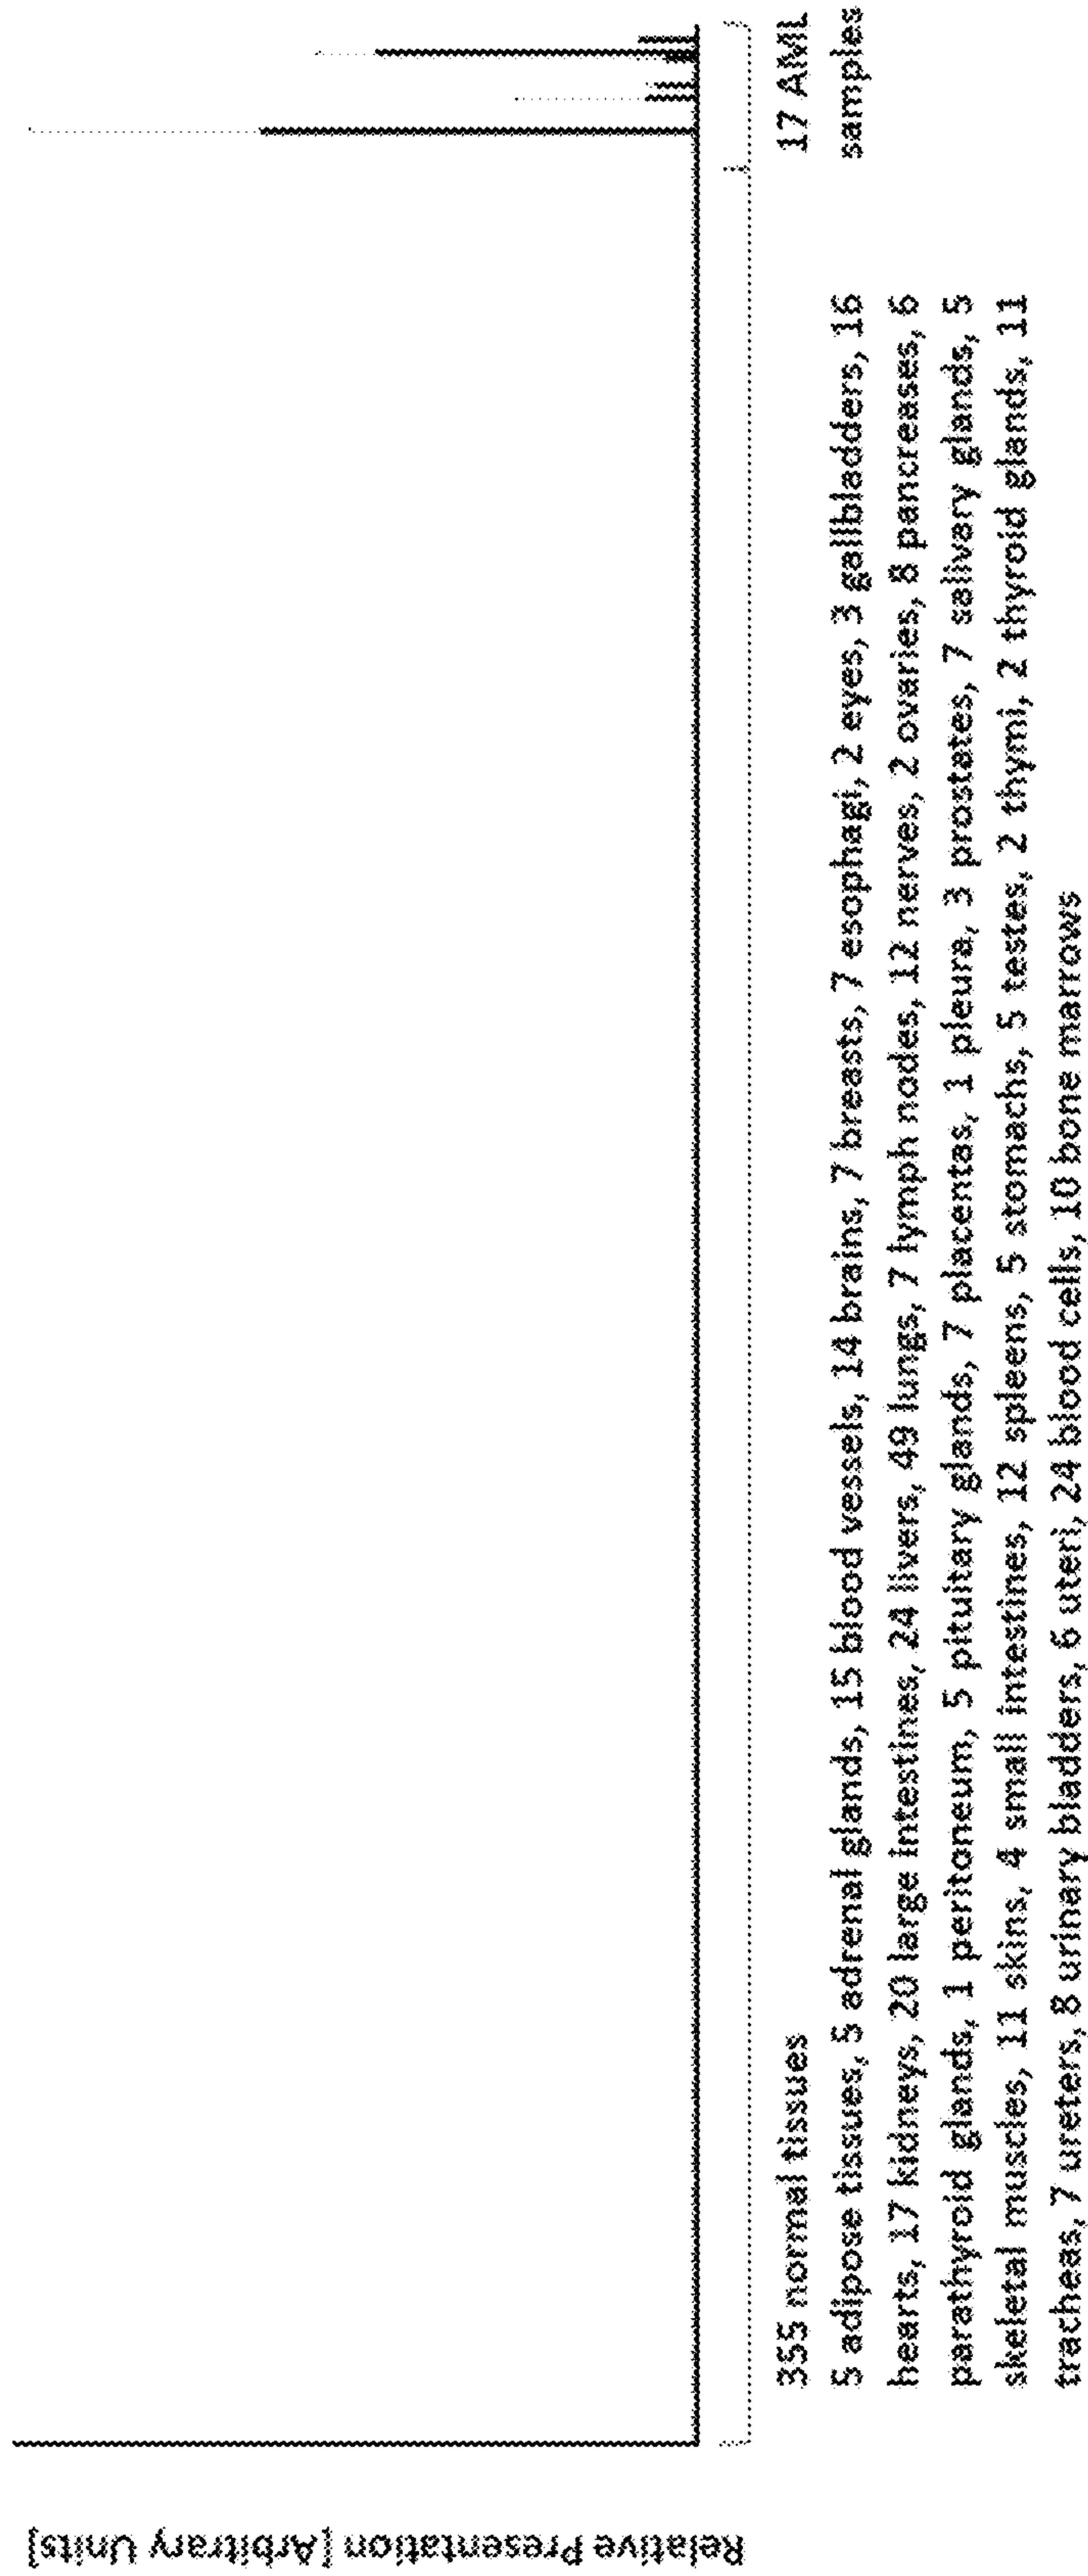 Relative Presentation [Arbitrary Units]
355 normal tissues
17 AML
samples
5 adipose tissues, 5 adrenal glands, 15 blood vessels, 14 brains, 7 breasts, 7 esophagi, 2 eyes, 3 gallbladders, 16
hearts, 17 kidneys, 20 large intestines, 24 livers, 49 lungs, 7 lymph nodes, 12 nerves, 2 ovaries, 8 pancreases, 6
parathyroid glands, 1 peritoneum, 5 pituitary glands, 7 placentas, 1 pleura, 3 prostates, 7 salivary glands, 5
skeletal muscles, 11 skins, 4 small intestines, 12 spleens, 5 stomachs, 5 testes, 2 thymi, 2 thyroid glands, 11
tracheas, 7 ureters, 8 urinary bladders, 6 uteri, 24 blood cells, 10 bone marrows